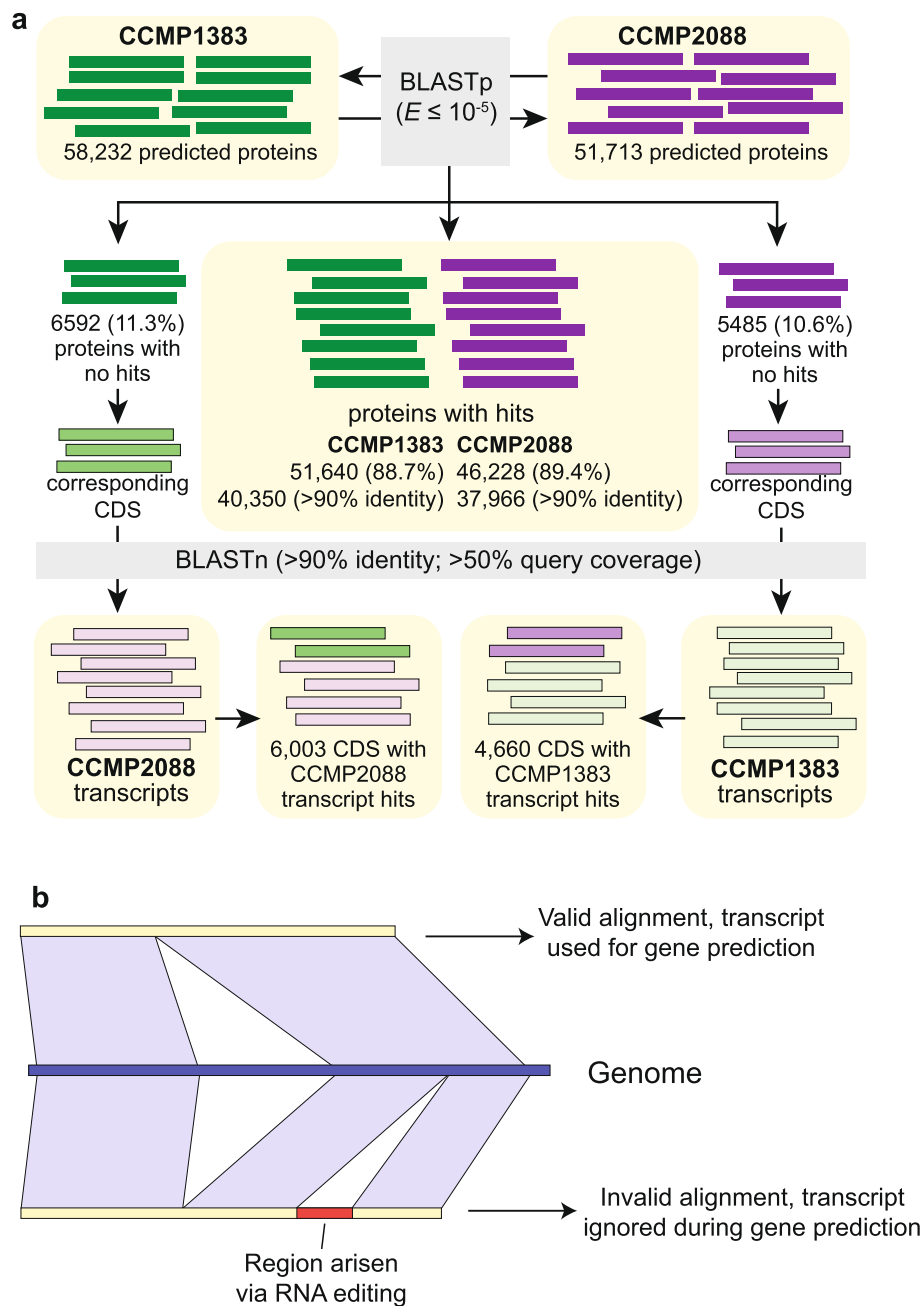 a
CCMP1383
58,232 predicted proteins
BLASTp
(E ≤ 10⁻⁵)
CCMP2088
51,713 predicted proteins
6592 (11.3%)
proteins with
no hits
corresponding
CDS
proteins with hits
CCMP1383 CCMP2088
51,640 (88.7%) 46,228 (89.4%)
40,350 (>90% identity) 37,966 (>90% identity)
5485 (10.6%)
proteins with
no hits
corresponding
CDS
BLASTn (>90% identity; >50% query coverage)
CCMP2088
transcripts
6,003 CDS with
CCMP2088
transcript hits
4,660 CDS with
CCMP1383
transcript hits
CCMP1383
transcripts
b
Valid alignment, transcript
used for gene prediction
Genome
Invalid alignment, transcript
ignored during gene prediction
Region arisen
via RNA editing